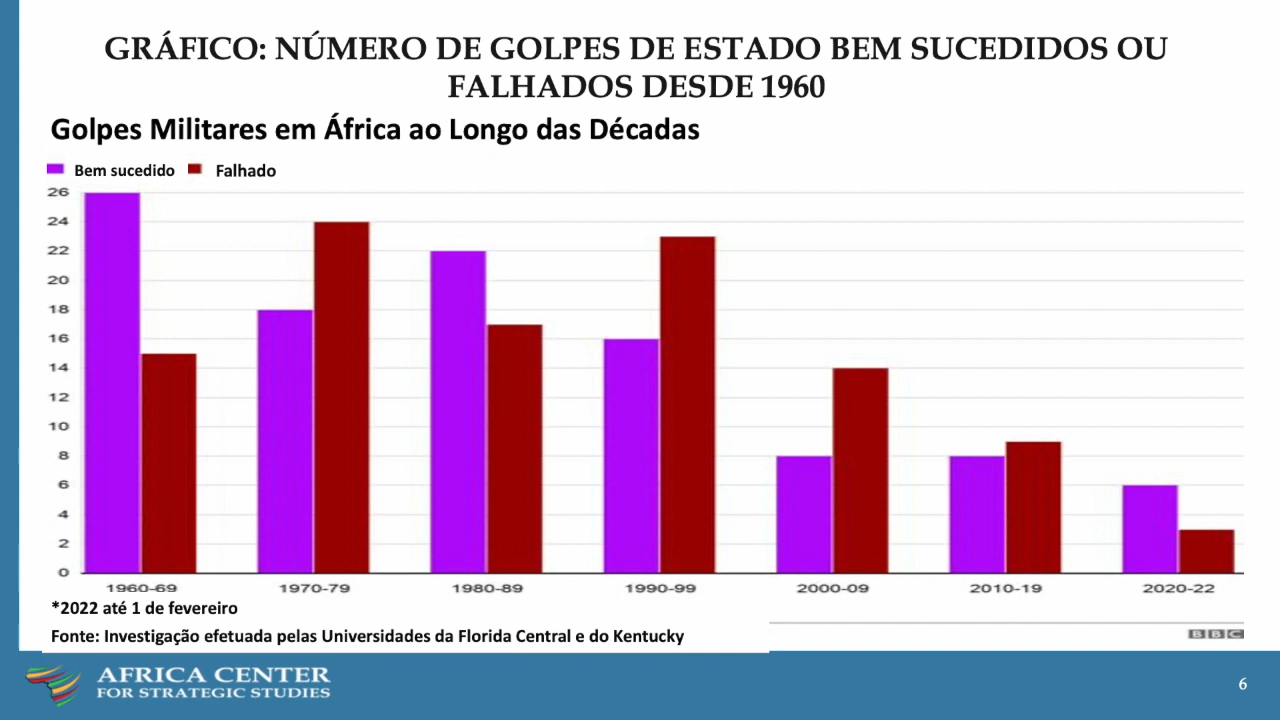 GRÁFICO: NÚMERO DE GOLPES DE ESTADO BEM SUCEDIDOS OU
FALHADOS DESDE 1960
Golpes Militares em África ao Longo das Décadas
Bem sucedido Falhado
26
24
22
20
18
16
14
12
10
8
6
4
2
0
1960-69 1970-79 1980-89 1990-99 2000-09 2010-19 2020-22
*2022 até 1 de fevereiro
Fonte: Investigação efetuada pelas Universidades da Florida Central e do Kentucky
BBC
AFRICA CENTER
FOR STRATEGIC STUDIES
6